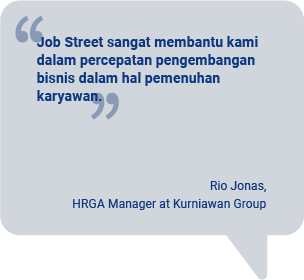 “Job Street sangat membantu kami
dalam percepatan pengembangan
bisnis dalam hal pemenuhan
karyawan.”
Rio Jonas,
HRGA Manager at Kurniawan Group